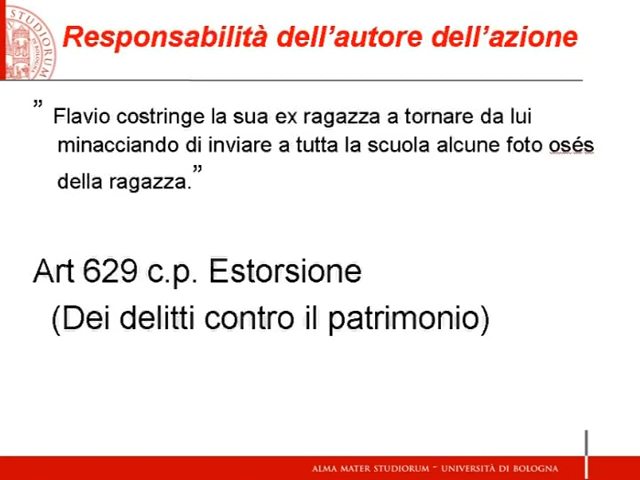 STUDIORUM
Responsabilità dell'autore dell'azione
” Flavio costringe la sua ex ragazza a tornare da lui
minacciando di inviare a tutta la scuola alcune foto osés
della ragazza.”
Art 629 c.p. Estorsione
(Dei delitti contro il patrimonio)
ALMA MATER STUDIORUM - UNIVERSITÀ DI BOLOGNA